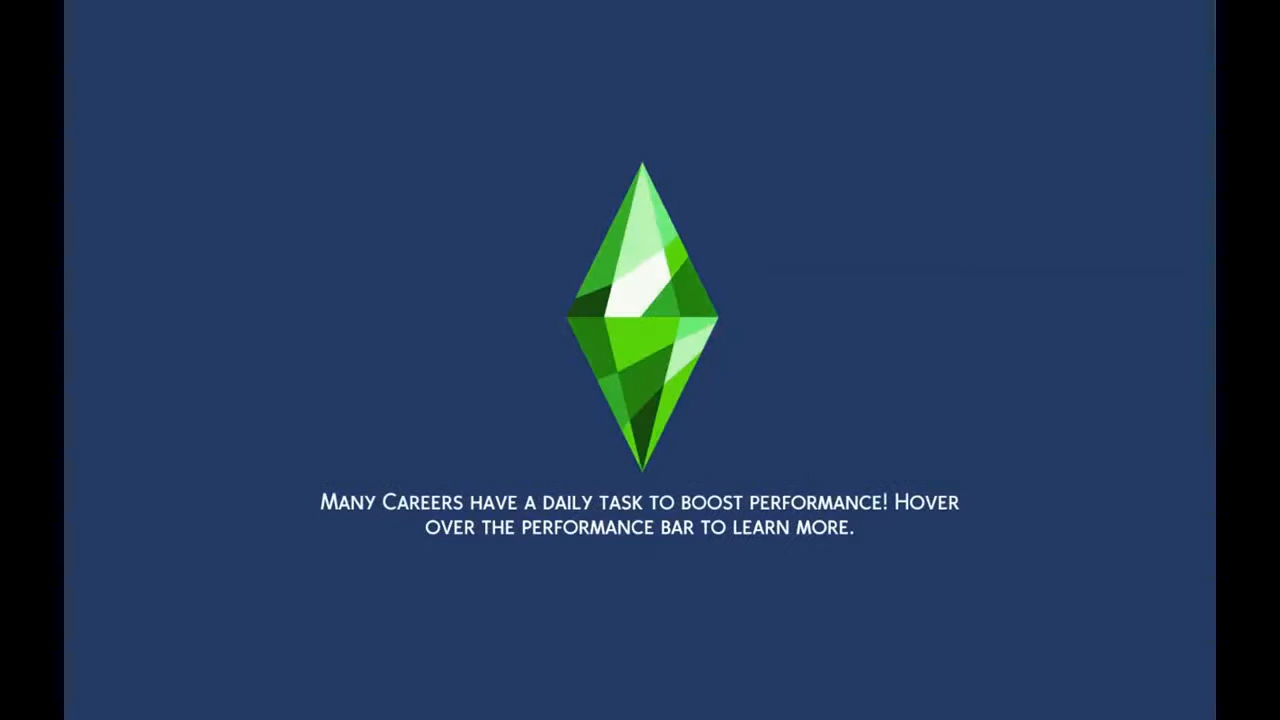 Many Careers have a daily task to boost performance! Hover
over the performance bar to learn more.